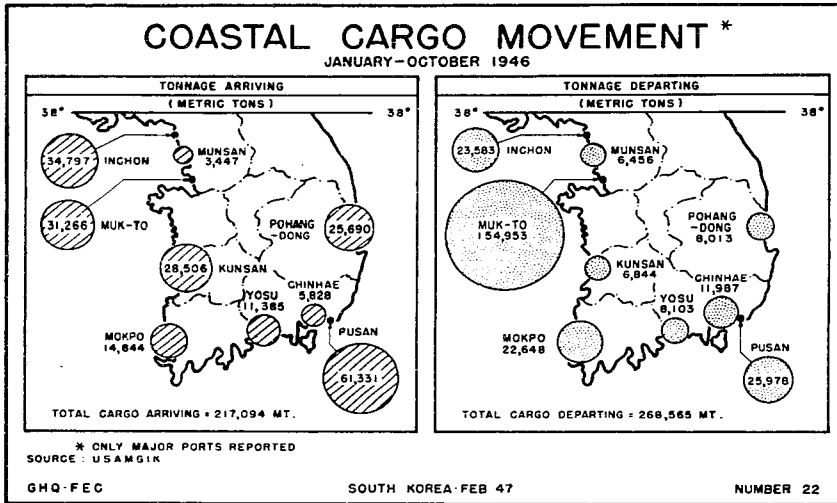 COASTAL CARGO MOVEMENT *
JANUARY-OCTOBER 1946
TONNAGE ARRIVING
(METRIC TONS)
38°
38°
34,797
INCHON
MUNSAN
3,447
31,266
MUK-TO
POHANG
-DONG
25,690
28,506
KUNSAN
CHINHAE
5,828
YOSU
11,385
MOKPO
14,844
PUSAN
61,331
TOTAL CARGO ARRIVING = 217,094 MT.
TONNAGE DEPARTING
(METRIC TONS)
38°
38°
23,583
INCHON
MUNSAN
6,456
MUK-TO
154,953
POHANG
-DONG
8,013
KUNSAN
6,844
CHINHAE
11,987
YOSU
8,103
MOKPO
22,648
PUSAN
25,978
TOTAL CARGO DEPARTING = 268,565 MT.
* ONLY MAJOR PORTS REPORTED
SOURCE : USAMGIK
GHQ-FEC
SOUTH KOREA-FEB 47
NUMBER 22